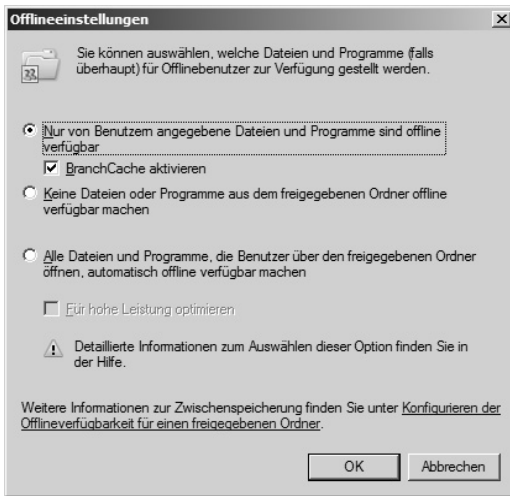 Offlineeinstellungen
Sie können auswählen, welche Dateien und Programme (falls
überhaupt) für Offlinebenutzer zur Verfügung gestellt werden.
Nur von Benutzern angegebene Dateien und Programme sind offline
verfügbar
BranchCache aktivieren
Keine Dateien oder Programme aus dem freigegebenen Ordner offline
verfügbar machen
Alle Dateien und Programme, die Benutzer über den freigegebenen Ordner
öffnen, automatisch offline verfügbar machen
Für hohe Leistung optimieren
Detaillierte Informationen zum Auswählen dieser Option finden Sie in
der Hilfe.
Weitere Informationen zur Zwischenspeicherung finden Sie unter Konfigurieren der
Offlineverfügbarkeit für einen freigegebenen Ordner.
OK Abbrechen